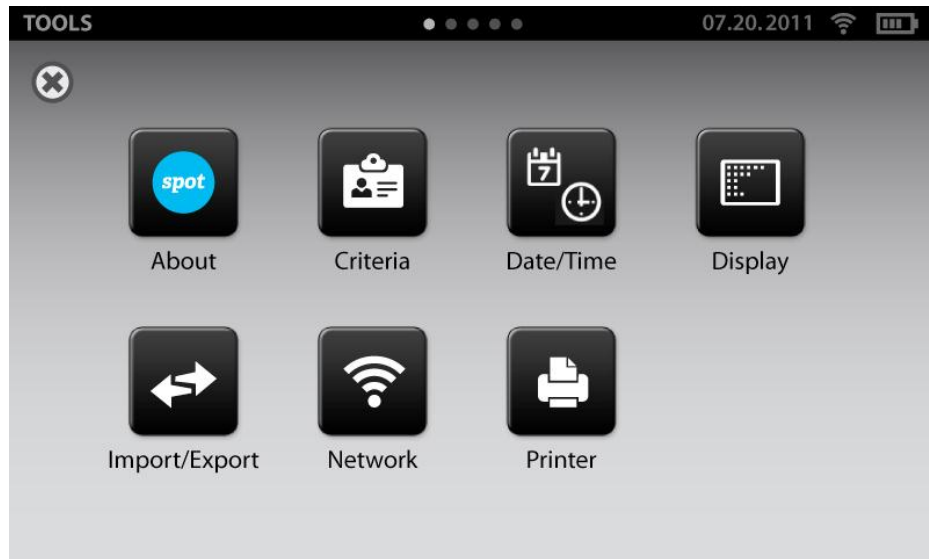 TOOLS 07.20.2011
spot 7
About Criteria Date/Time Display
Import/Export Network Printer